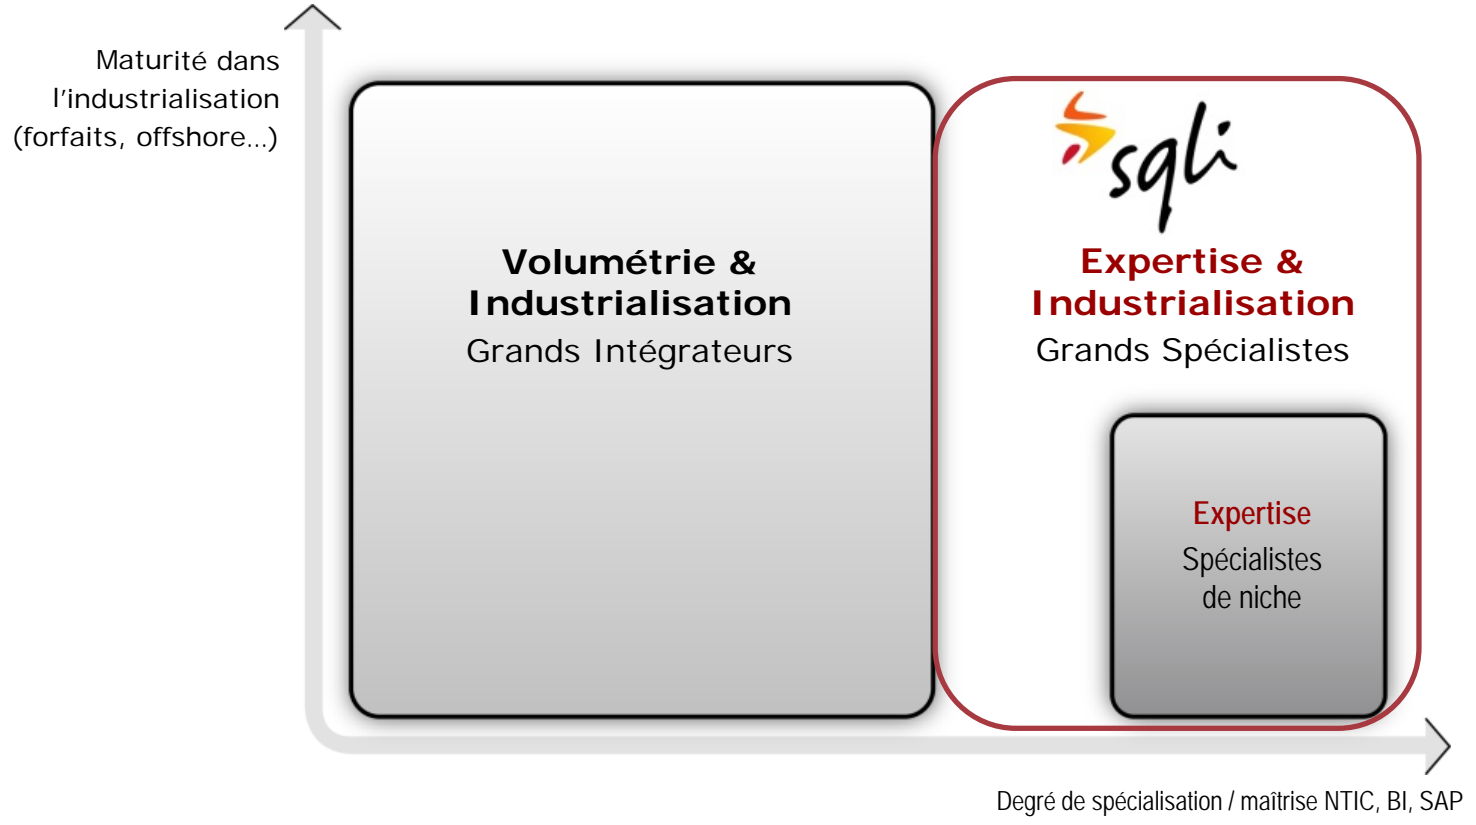 Maturité dans
l'industrialisation
(forfaits, offshore...)
sqli
Volumétrie &
Industrialisation
Grands Intégrateurs
Expertise &
Industrialisation
Grands Spécialistes
Expertise
Spécialistes
de niche
Degré de spécialisation / maîtrise NTIC, BI, SAP